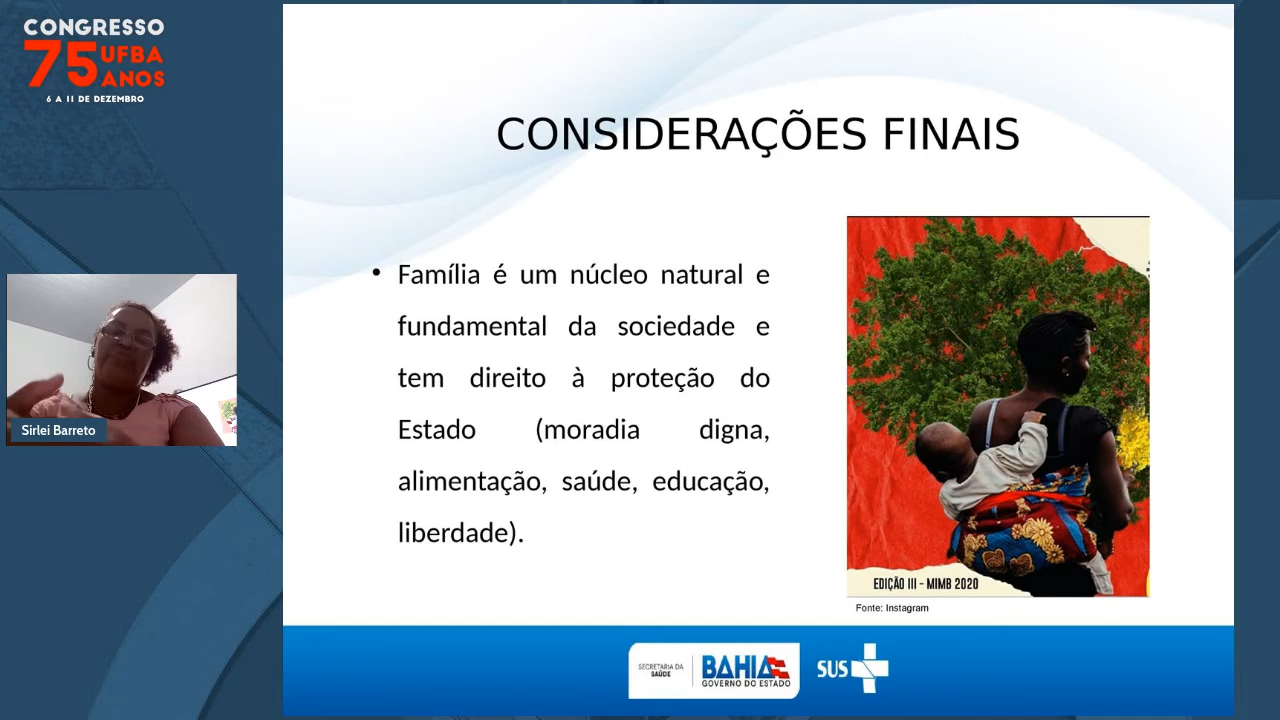 CONGRESSO
75 UFBA
ANOS
6 A 11 DE DEZEMBRO
CONSIDERAÇÕES FINAIS
• Família é um núcleo natural e
fundamental da sociedade e
tem direito à proteção do
Estado (moradia digna,
alimentação, saúde, educação,
liberdade).
Sirlei Barreto
EDIÇÃO III - MIMB 2020
Fonte: Instagram
SECRETARIA DA
SAÚDE
BAHIA
GOVERNO DO ESTADO
SUS